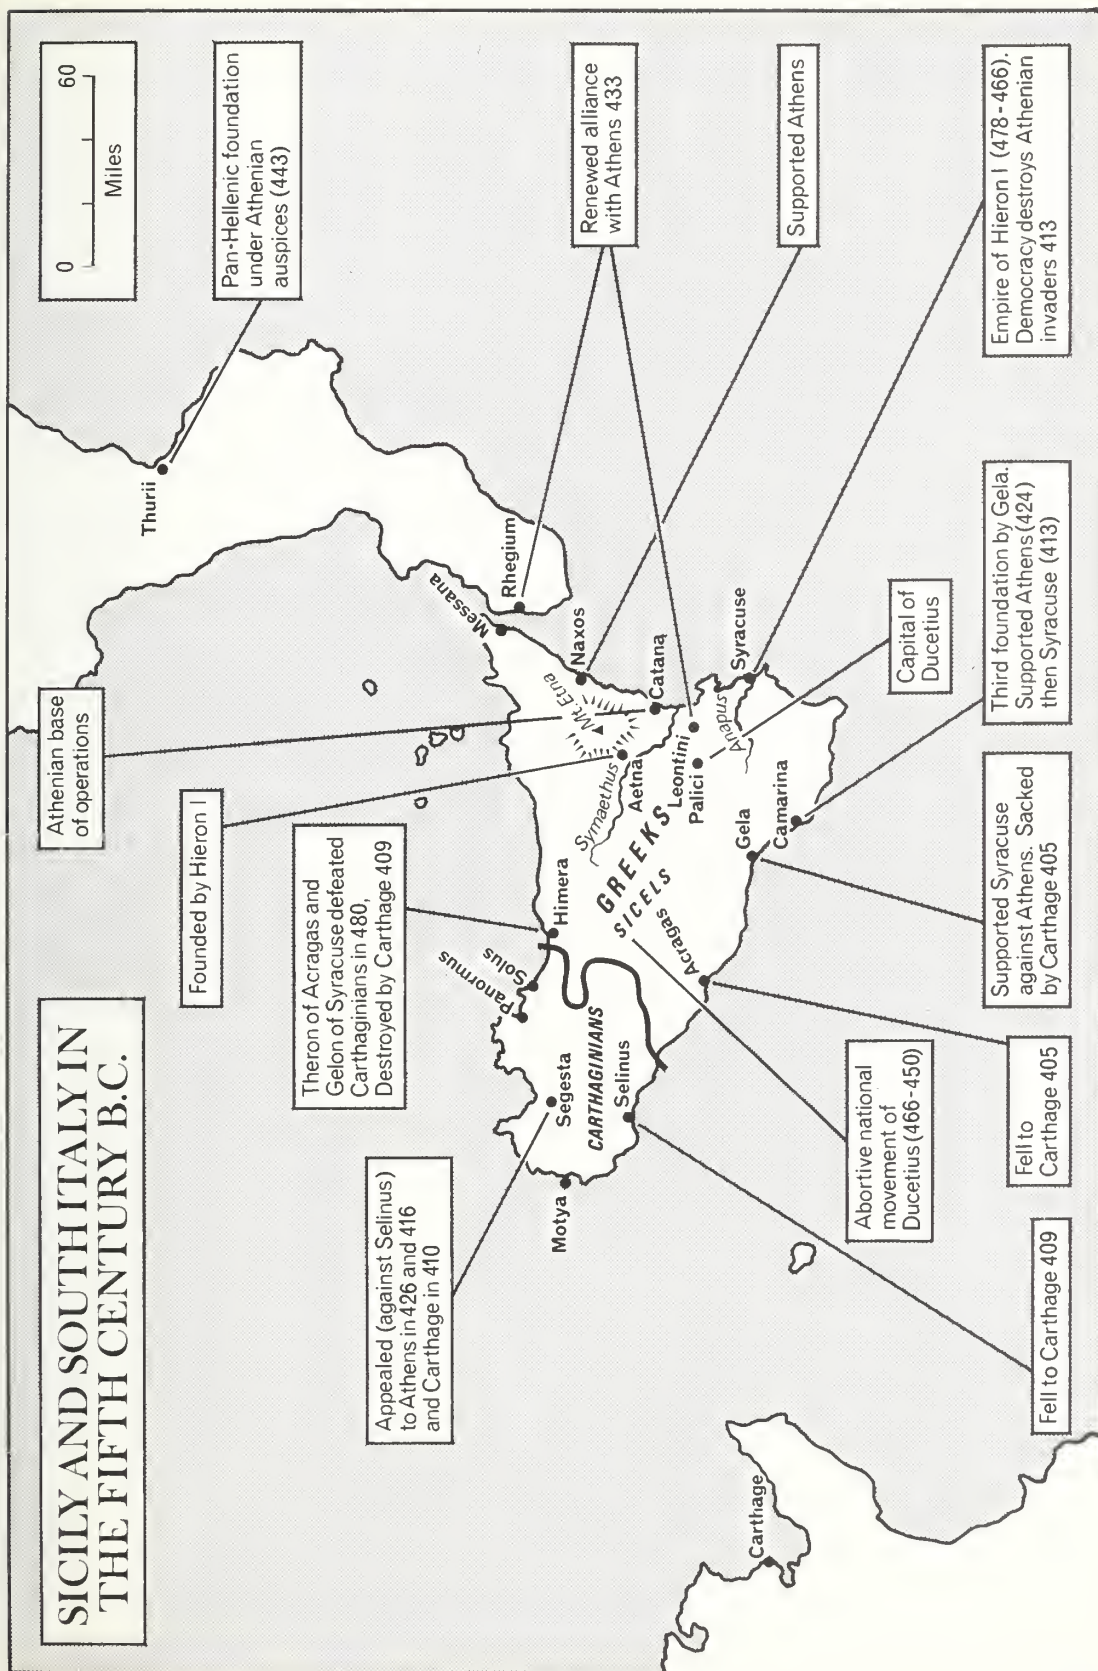 SICILY AND SOUTH ITALY IN
THE FIFTH CENTURY B.C.
0 60
Miles
Athenian base
of operations
Founded by Hieron I
Theron of Acragas and
Gelon of Syracuse defeated
Carthaginians in 480,
Destroyed by Carthage 409
Appealed (against Selinus)
to Athens in 426 and 416
and Carthage in 410
Pan-Hellenic foundation
under Athenian
auspices (443)
Renewed alliance
with Athens 433
Supported Athens
Empire of Hieron I (478-466).
Democracy destroys Athenian
invaders 413
Capital of
Ducetius
Third foundation by Gela.
Supported Athens (424)
then Syracuse (413)
Supported Syracuse
against Athens. Sacked
by Carthage 405
Abortive national
movement of
Ducetius (466-450)
Fell to
Carthage 405
Fell to Carthage 409
Thurii
Rhegium
Messana
Naxos
Mt. Etna
Catana
Symaethus
Aetna
Leontini
Palici
Anapus
Syracuse
GREEKS
SICELS
Himera
Solus
Panormus
Segesta
CARTHAGINIANS
Selinus
Motya
Acragas
Gela
Camarina
Carthage